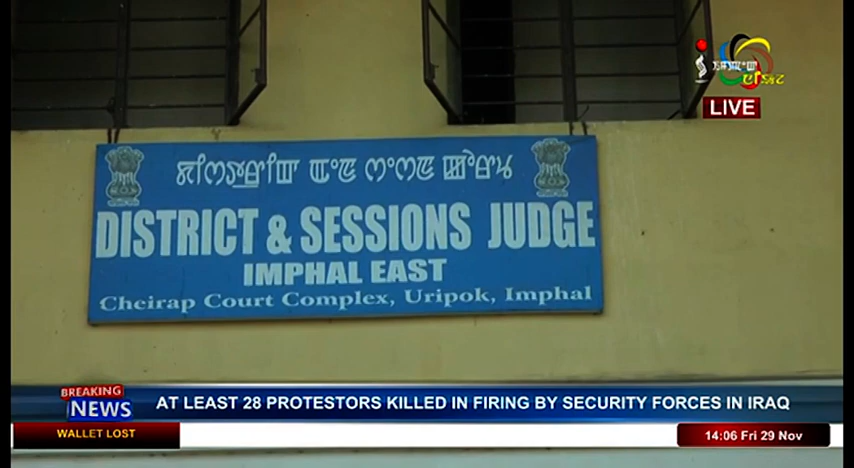 LIVE
DISTRICT & SESSIONS JUDGE
IMPHAL EAST
Cheirap Court Complex, Uripok, Imphal
BREAKING
NEWS
AT LEAST 28 PROTESTORS KILLED IN FIRING BY SECURITY FORCES IN IRAQ
WALLET LOST
14:06 Fri 29 Nov